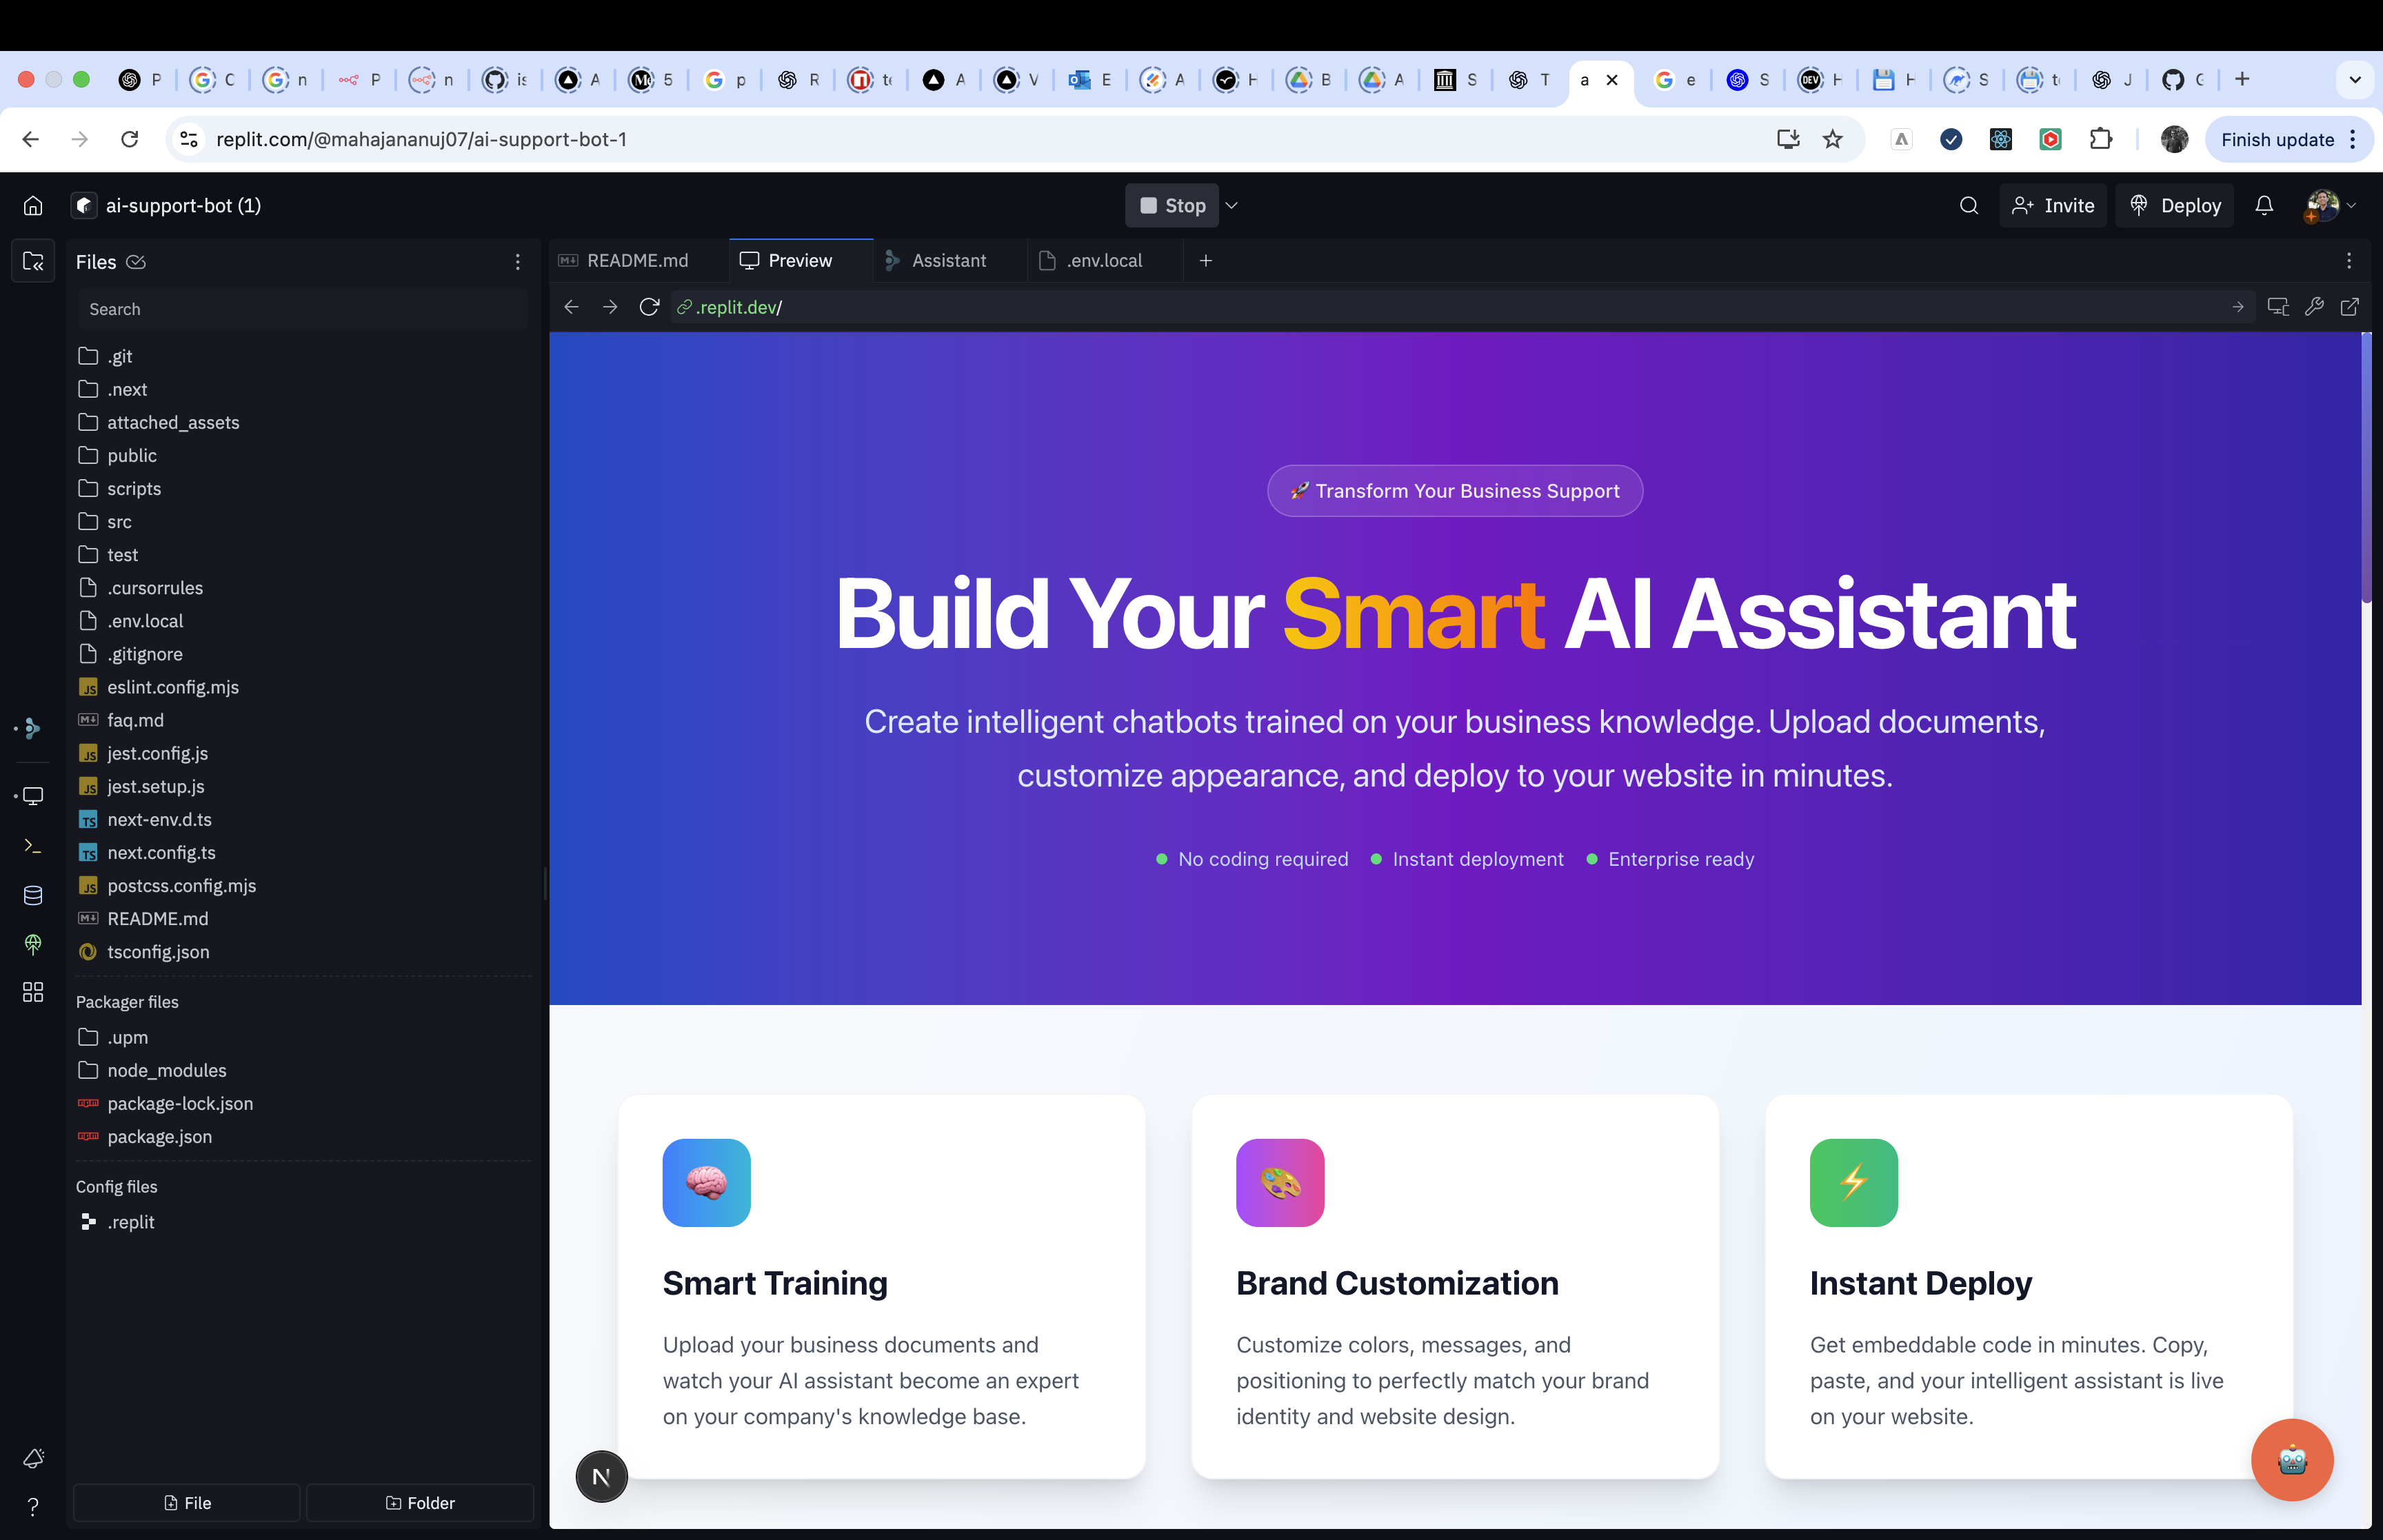 P
C
n
P
n
is
A
5
p
R
te
A
V
E
A
H
B
A
S
T
a
e
S
H
H
S
t
J
C
replit.com/@mahajananuj07/ai-support-bot-1
Finish update
ai-support-bot (1)
Stop
Invite
Deploy
Files
README.md
Preview
Assistant
.env.local
Search
.replit.dev/
.git
.next
attached_assets
public
scripts
src
test
.cursorrules
.env.local
.gitignore
JS eslint.config.mjs
faq.md
JS jest.config.js
JS jest.setup.js
TS next-env.d.ts
TS next.config.ts
JS postcss.config.mjs
README.md
tsconfig.json
Packager files
.upm
node_modules
package-lock.json
package.json
Config files
.replit
File
Folder
🚀 Transform Your Business Support
Build Your Smart AI Assistant
Create intelligent chatbots trained on your business knowledge. Upload documents,
customize appearance, and deploy to your website in minutes.
No coding required
Instant deployment
Enterprise ready
Smart Training
Upload your business documents and
watch your AI assistant become an expert
on your company's knowledge base.
Brand Customization
Customize colors, messages, and
positioning to perfectly match your brand
identity and website design.
Instant Deploy
Get embeddable code in minutes. Copy,
paste, and your intelligent assistant is live
on your website.
N